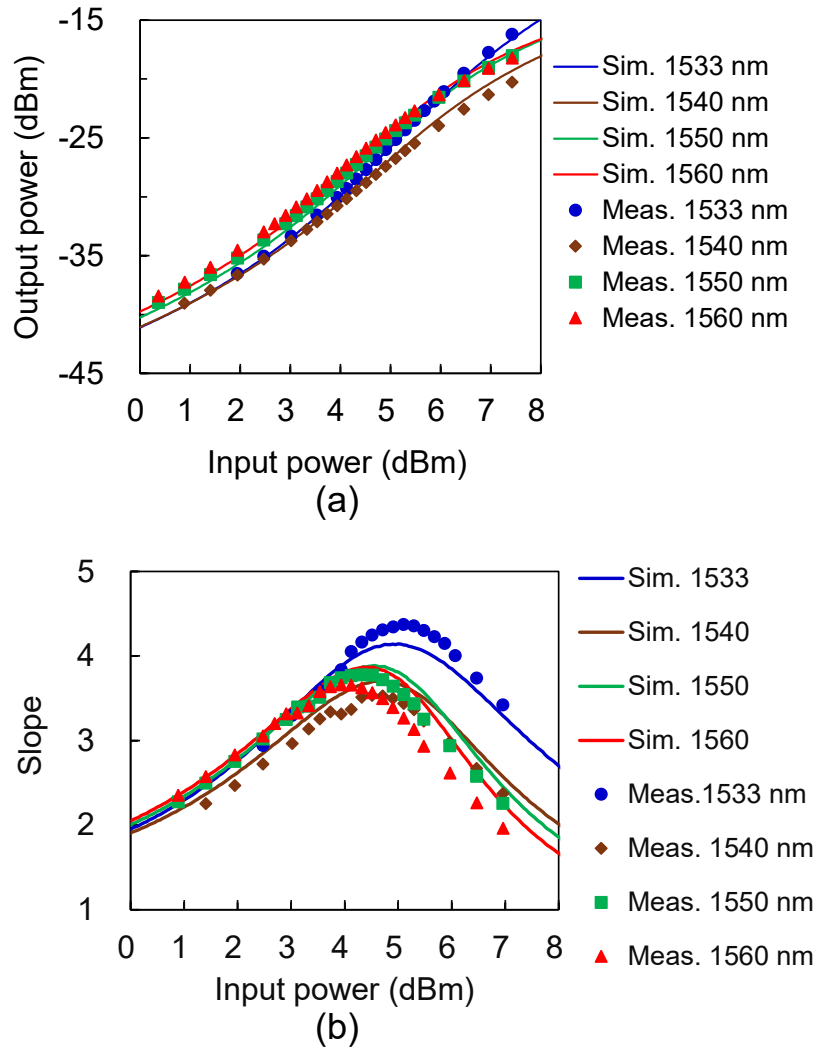 -15
-25
-35
-45
Output power (dBm)
0 1 2 3 4 5 6 7 8
Input power (dBm)
(a)
Sim. 1533 nm
Sim. 1540 nm
Sim. 1550 nm
Sim. 1560 nm
Meas. 1533 nm
Meas. 1540 nm
Meas. 1550 nm
Meas. 1560 nm
5
4
3
2
1
Slope
0 1 2 3 4 5 6 7 8
Input power (dBm)
(b)
Sim. 1533
Sim. 1540
Sim. 1550
Sim. 1560
Meas.1533 nm
Meas. 1540 nm
Meas. 1550 nm
Meas. 1560 nm